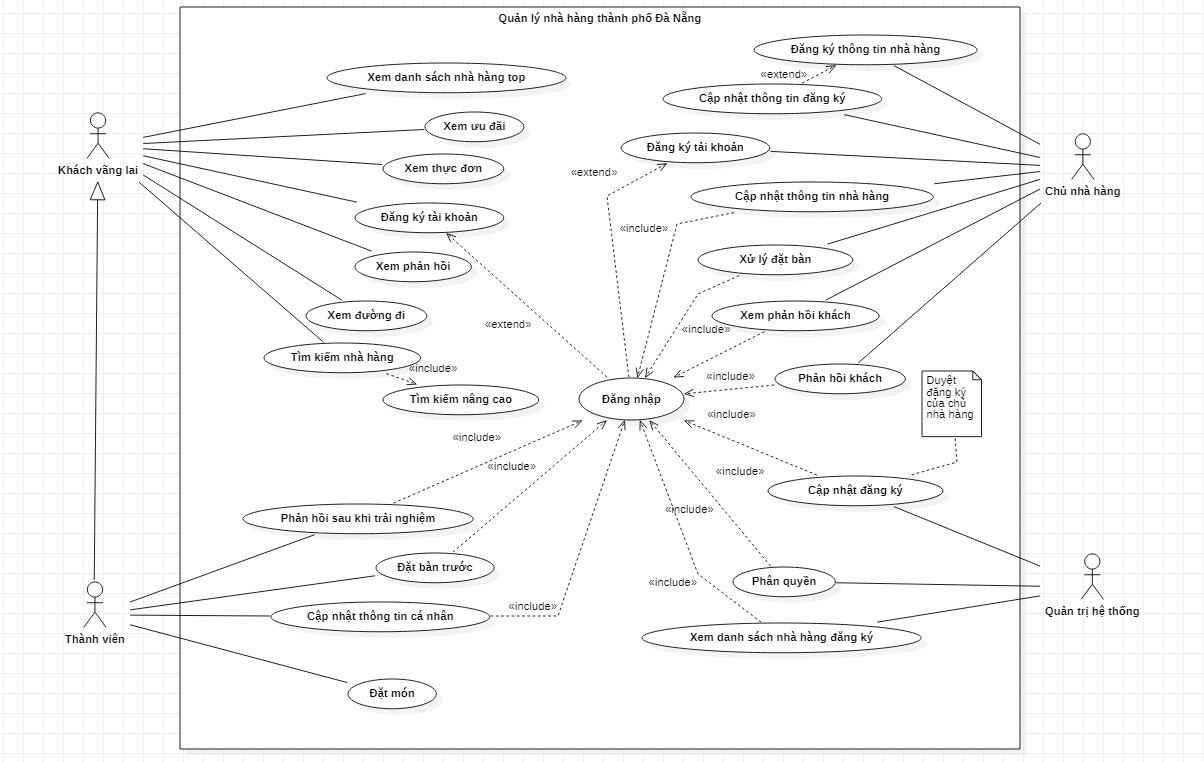 Quản lý nhà hàng thành phố Đà Nẵng
Đăng ký thông tin nhà hàng
«extend»
Xem danh sách nhà hàng top
Cập nhật thông tin đăng ký
Xem ưu đãi
Đăng ký tài khoản
Khách vãng lai
Xem thực đơn
«extend»
Chủ nhà hàng
Cập nhật thông tin nhà hàng
Đăng ký tài khoản
«include»
Xem phản hồi
Xử lý đặt bàn
Xem đường đi
Xem phản hồi khách
«extend»
«include»
Tìm kiếm nhà hàng
«include»
«include»
Phản hồi khách
Duyệt
đăng ký
của chủ
nhà hàng
Tìm kiếm nâng cao
Đăng nhập
«include»
«include»
«include»
«include»
Cập nhật đăng ký
«include»
Phản hồi sau khi trải nghiệm
Đặt bàn trước
«include»
Phân quyền
«include»
Cập nhật thông tin cá nhân
Quản trị hệ thống
Thành viên
Xem danh sách nhà hàng đăng ký
Đặt món